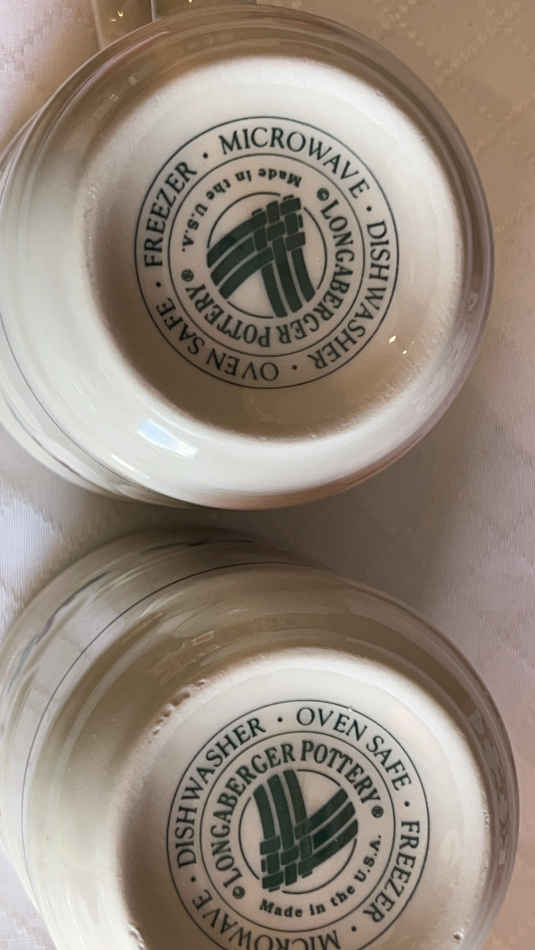 MICROWAVE · DISHWASHER · OVEN SAFE · FREEZER ·
© LONGABERGER POTTERY ®
Made in the U.S.A.
DISHWASHER · OVEN SAFE · FREEZER · MICROWAVE
© LONGABERGER POTTERY ®
Made in the U.S.A.